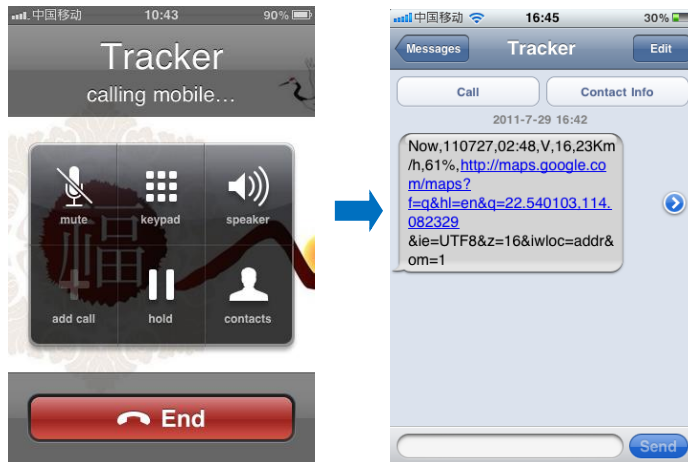 中国移动 10:43 90%
Tracker
calling mobile...
mute keypad speaker
福
add call hold contacts
End
中国移动 16:45 30%
Messages Tracker Edit
Call Contact Info
2011-7-29 16:42
Now,110727,02:48,V,16,23Km
/h,61%,http://maps.google.co
m/maps?
f=q&hl=en&q=22.540103,114.
082329
&ie=UTF8&z=16&iwloc=addr&
om=1
Send